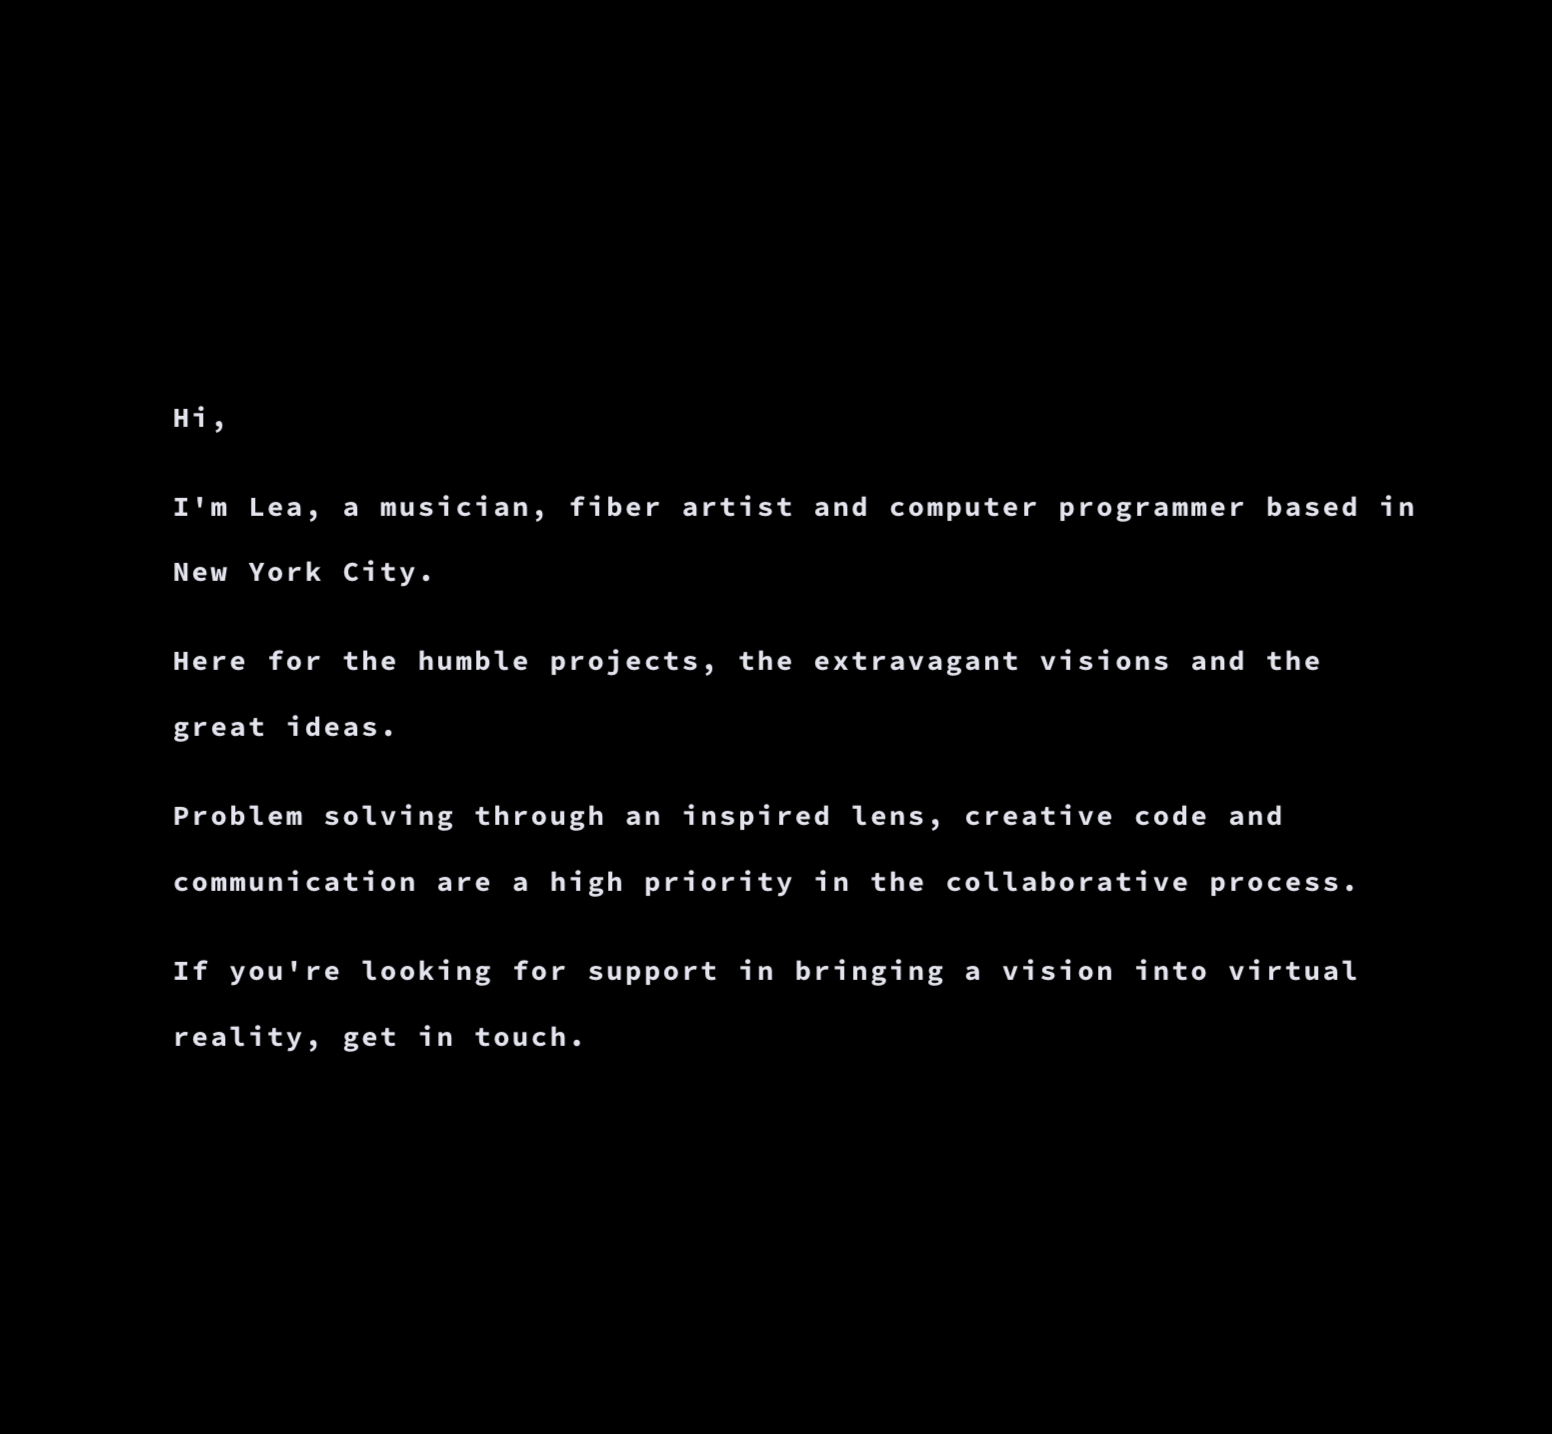 Hi,
I'm Lea, a musician, fiber artist and computer programmer based in
New York City.
Here for the humble projects, the extravagant visions and the
great ideas.
Problem solving through an inspired lens, creative code and
communication are a high priority in the collaborative process.
If you're looking for support in bringing a vision into virtual
reality, get in touch.